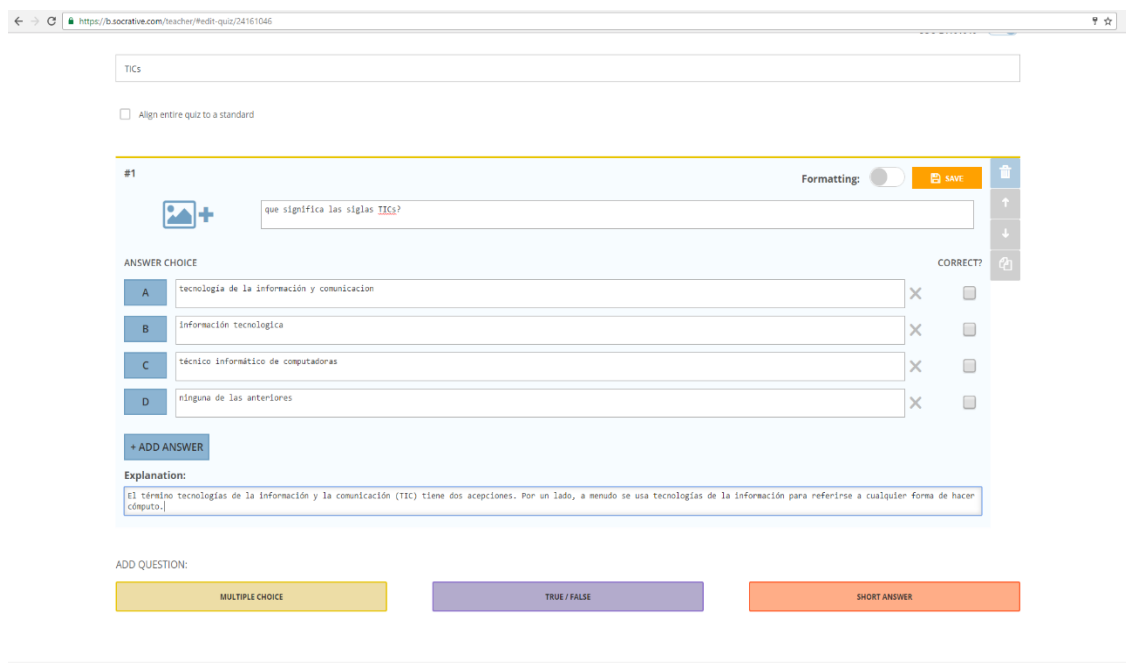 https://b.socrative.com/teacher/#edit-quiz/24161046
TICs
Align entire quiz to a standard
#1
Formatting:
SAVE
que significa las siglas TICs?
ANSWER CHOICE
CORRECT?
A
tecnología de la información y comunicacion
B
información tecnologica
C
técnico informático de computadoras
D
ninguna de las anteriores
+ ADD ANSWER
Explanation:
El término tecnologías de la información y la comunicación (TIC) tiene dos acepciones. Por un lado, a menudo se usa tecnologías de la información para referirse a cualquier forma de hacer
cómputo.
ADD QUESTION:
MULTIPLE CHOICE
TRUE / FALSE
SHORT ANSWER